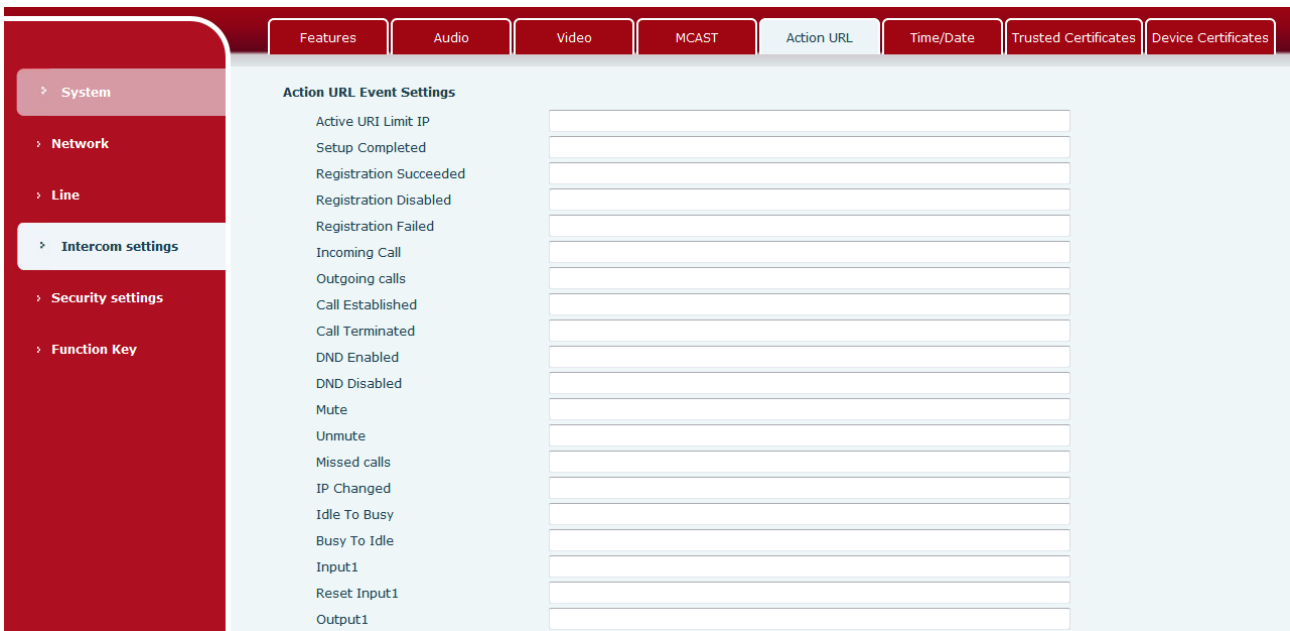 Features Audio Video MCAST Action URL Time/Date Trusted Certificates Device Certificates
System
Network
Line
Intercom settings
Security settings
Function Key
Action URL Event Settings
Active URI Limit IP
Setup Completed
Registration Succeeded
Registration Disabled
Registration Failed
Incoming Call
Outgoing calls
Call Established
Call Terminated
DND Enabled
DND Disabled
Mute
Unmute
Missed calls
IP Changed
Idle To Busy
Busy To Idle
Input1
Reset Input1
Output1